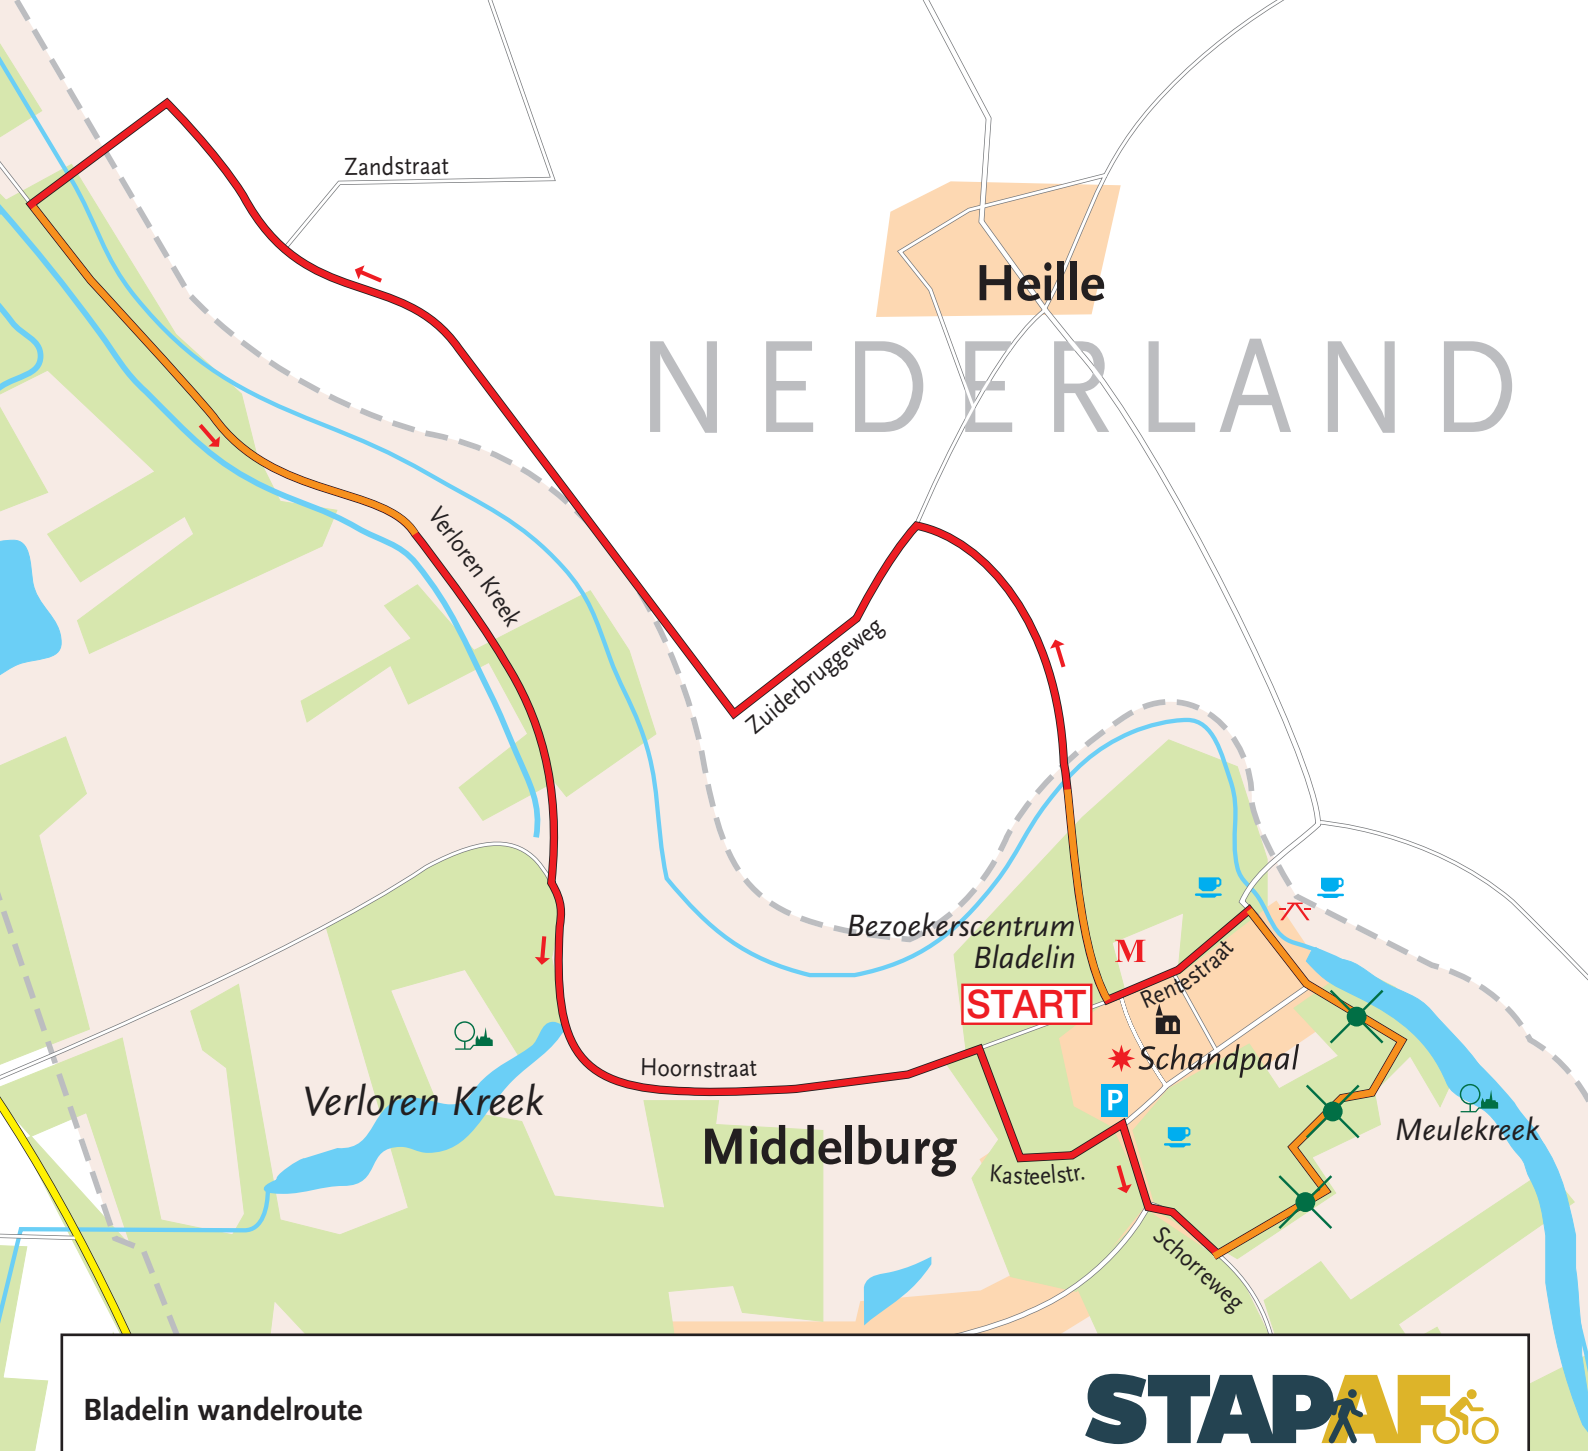 Zandstraat
Heille
NEDERLAND
Verloren Kreek
Zuiderbruggeweg
Bezoekerscentrum
Bladelin
M
START
Rentestraat
Schandpaal
P
Hoornstraat
Verloren Kreek
Middelburg
Kasteelstr.
Meulekreek
Schorreweg
Bladelin wandelroute
STAPAF